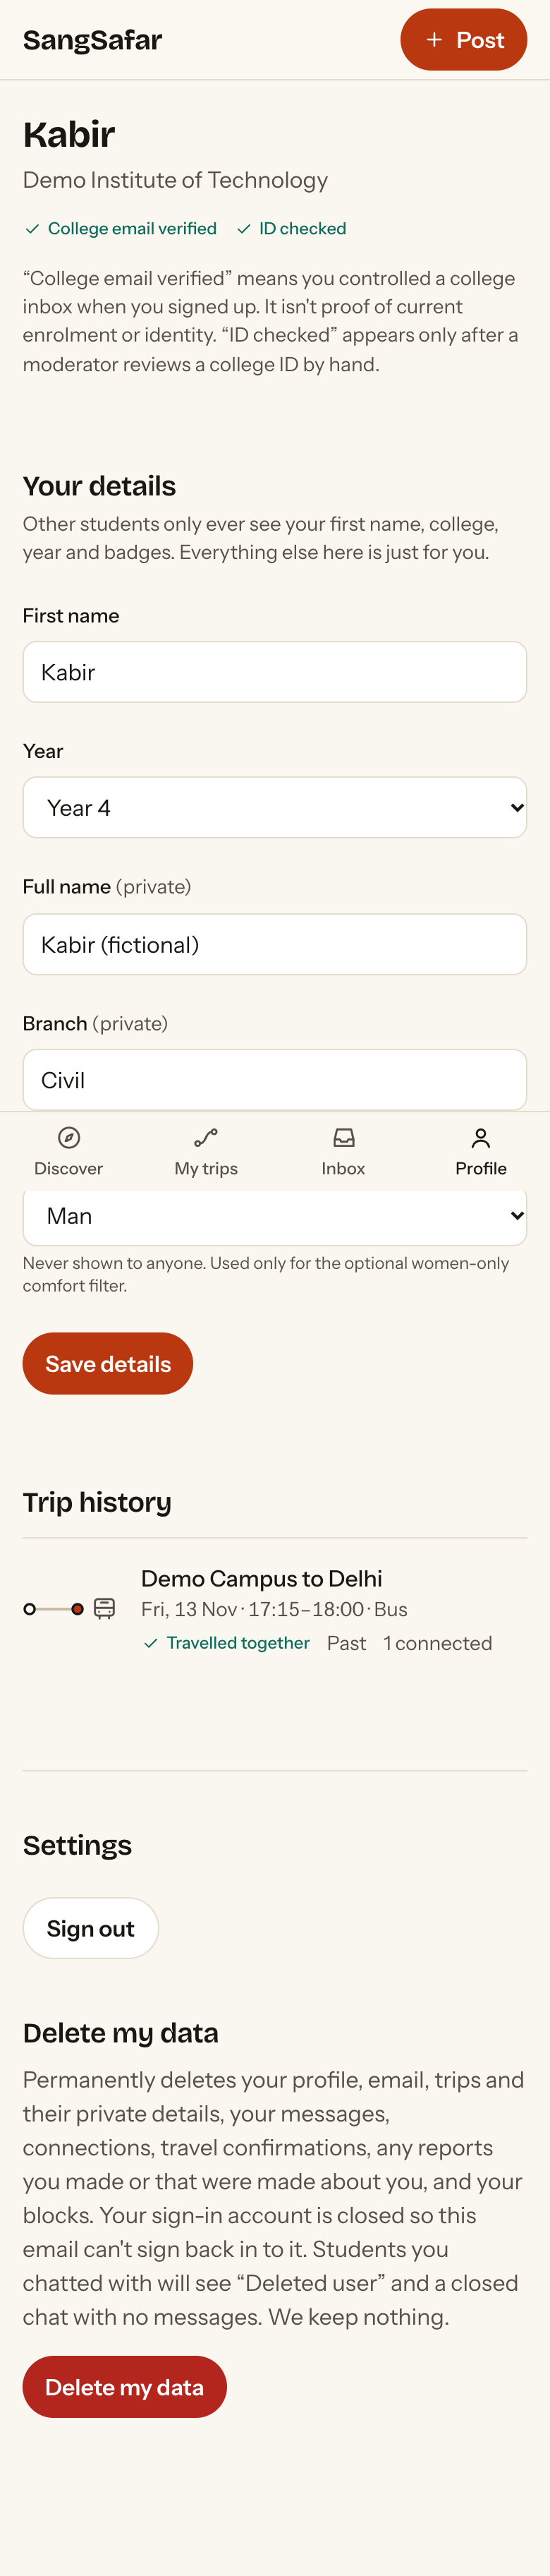 SangSafar
+ Post
Kabir
Demo Institute of Technology
✓ College email verified ✓ ID checked
“College email verified” means you controlled a college
inbox when you signed up. It isn't proof of current
enrolment or identity. “ID checked” appears only after a
moderator reviews a college ID by hand.
Your details
Other students only ever see your first name, college,
year and badges. Everything else here is just for you.
First name
Kabir
Year
Year 4
Full name (private)
Kabir (fictional)
Branch (private)
Civil
Discover My trips Inbox Profile
Man
Never shown to anyone. Used only for the optional women-only
comfort filter.
Save details
Trip history
Demo Campus to Delhi
Fri, 13 Nov · 17:15–18:00 · Bus
✓ Travelled together Past 1 connected
Settings
Sign out
Delete my data
Permanently deletes your profile, email, trips and
their private details, your messages,
connections, travel confirmations, any reports
you made or that were made about you, and your
blocks. Your sign-in account is closed so this
email can't sign back in to it. Students you
chatted with will see “Deleted user” and a closed
chat with no messages. We keep nothing.
Delete my data